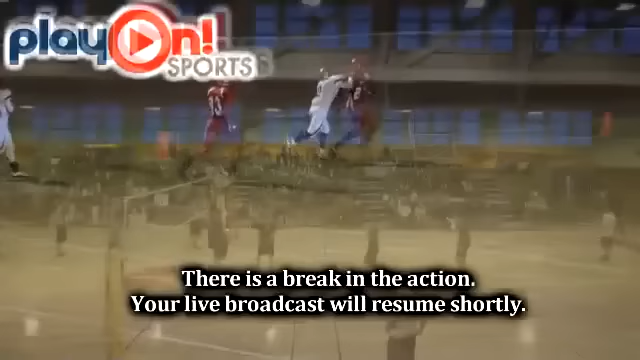 playOn!
SPORTS
There is a break in the action.
Your live broadcast will resume shortly.